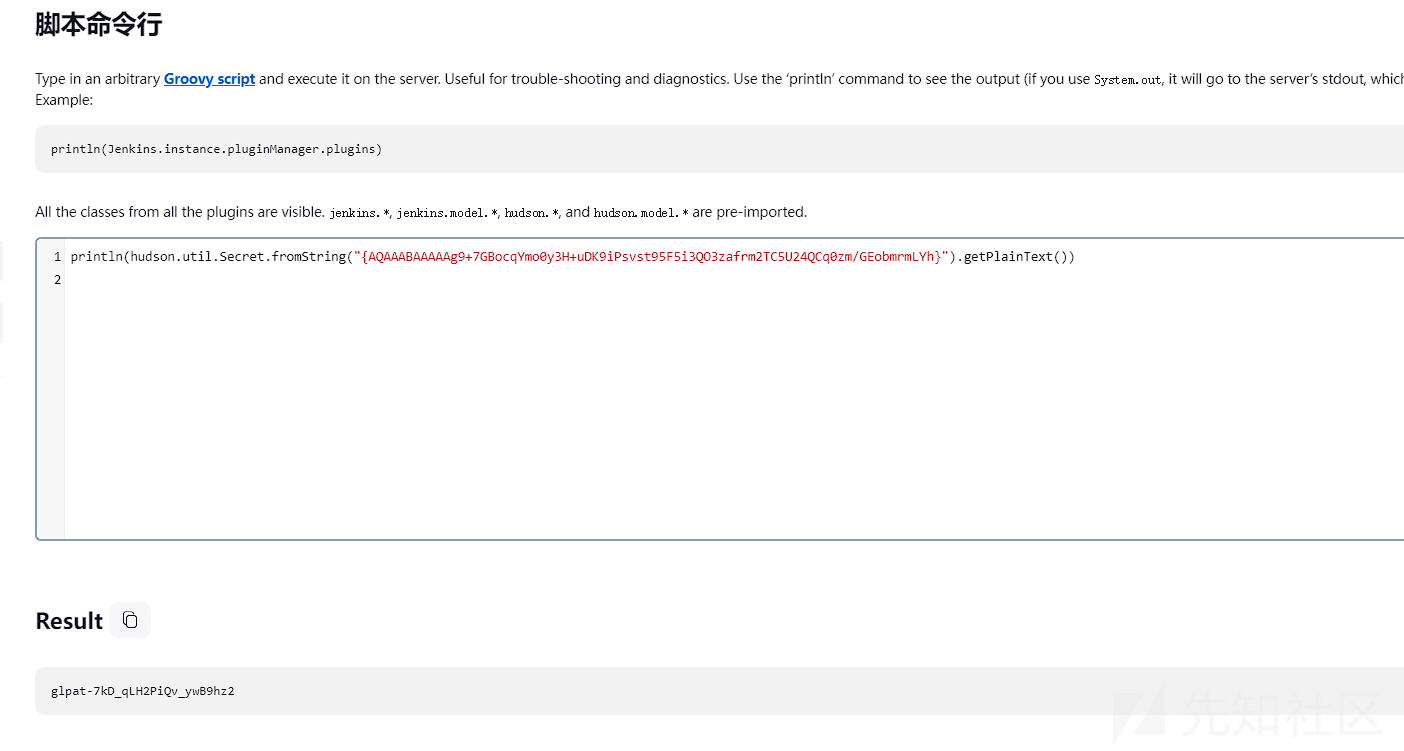 脚本命令行
Type in an arbitrary Groovy script and execute it on the server. Useful for trouble-shooting and diagnostics. Use the ‘println’ command to see the output (if you use System.out, it will go to the server’s stdout, which
Example:
println(Jenkins.instance.pluginManager.plugins)
All the classes from all the plugins are visible. jenkins.*, jenkins.model.*, hudson.*, and hudson.model.* are pre-imported.
1 println(hudson.util.Secret.fromString("{AQAAABAAAAAg9+7GBocqYmo0y3H+uDK9iPsvst95F5i3QO3zafrm2TC5U24QCq0zm/GEobmrmLYh}").getPlainText())
2
Result
glpat-7kD_qLH2PiQv_ywB9hz2
先知社区